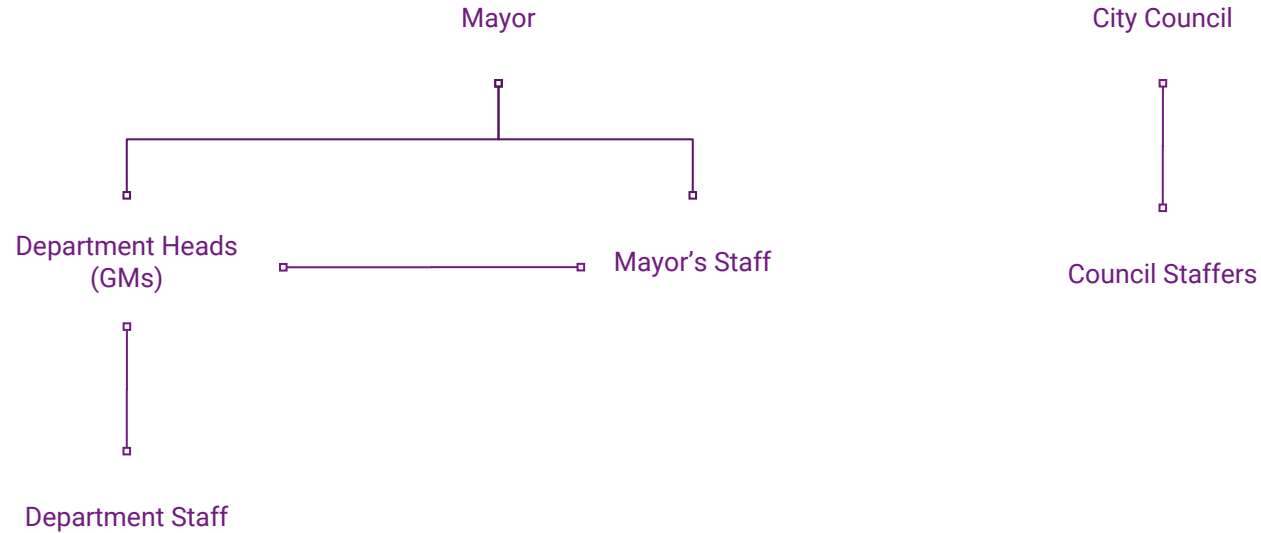 Mayor
City Council
Department Heads
(GMs)
Mayor’s Staff
Council Staffers
Department Staff